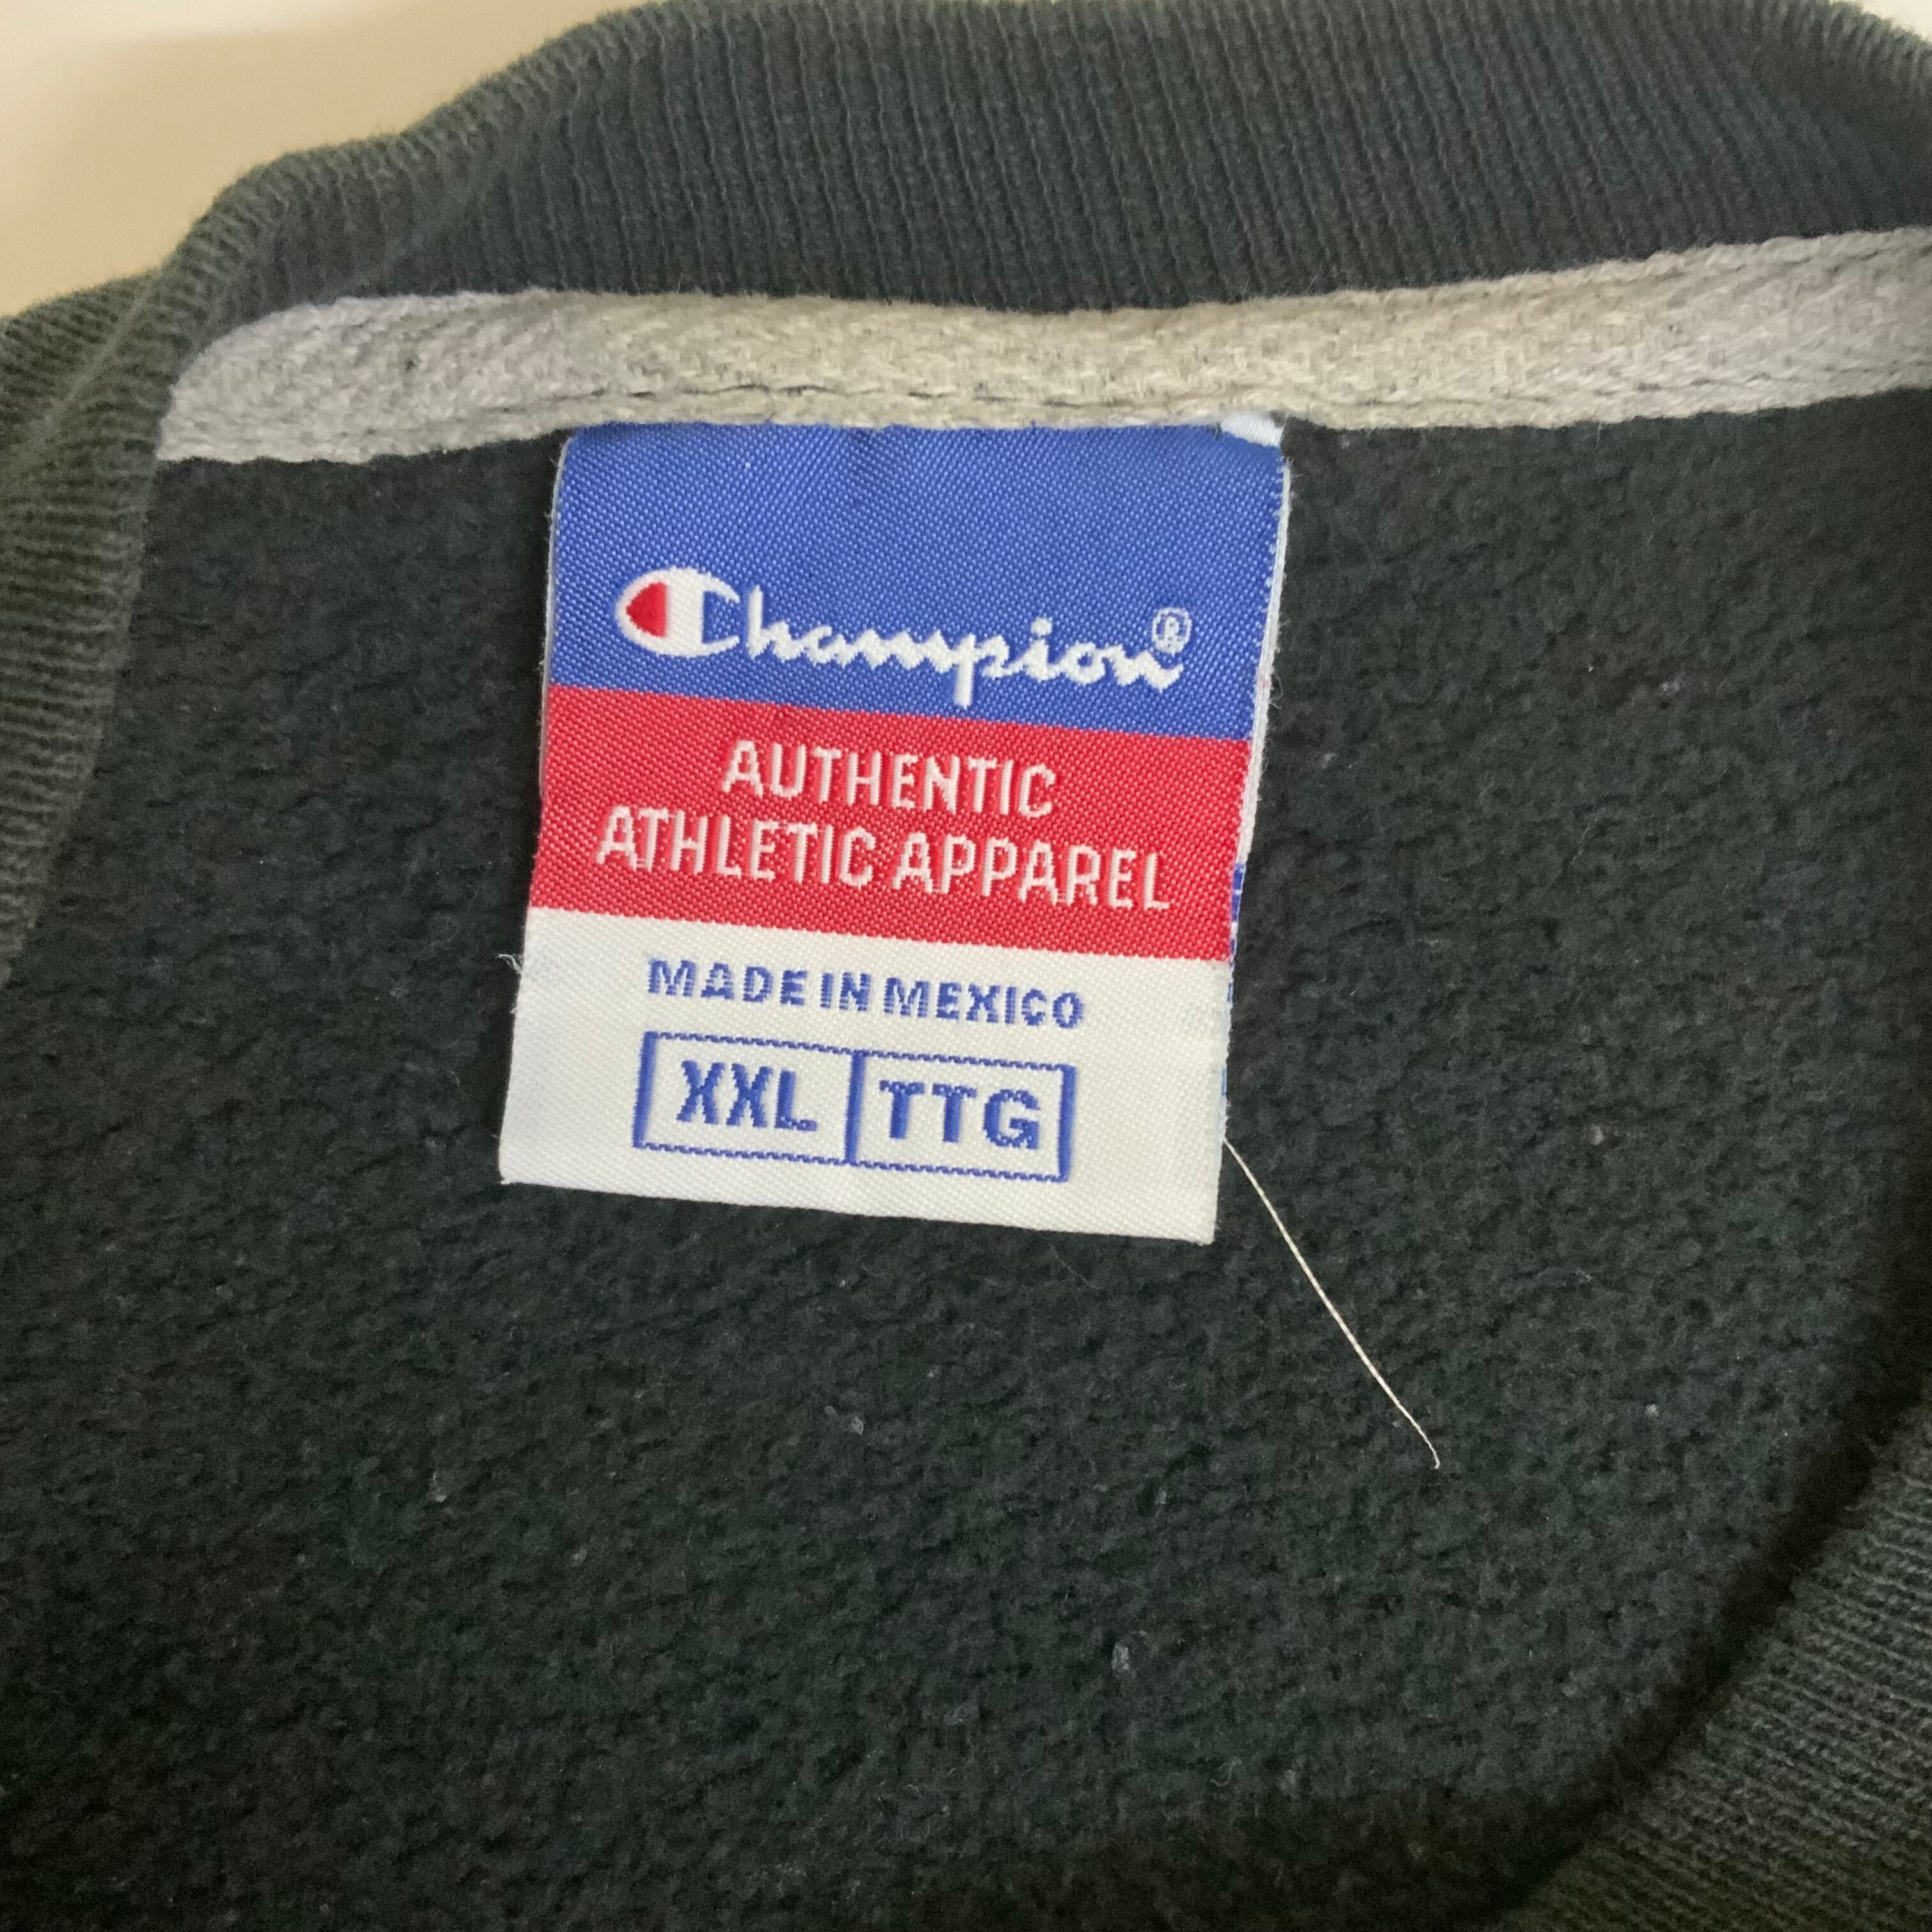 Champion®
AUTHENTIC
ATHLETIC APPAREL
MADE IN MEXICO
XXL TTG